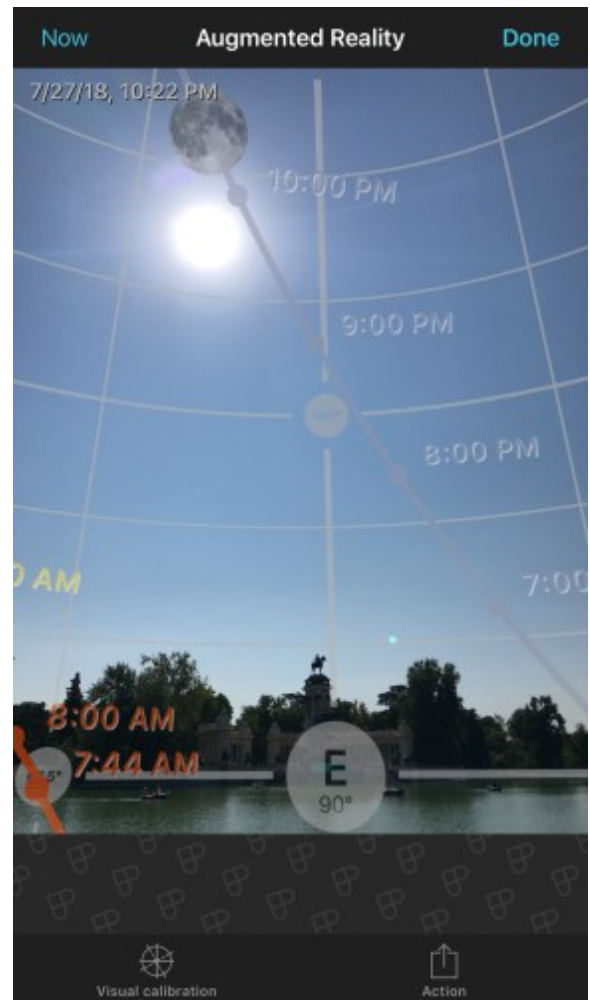 Now Augmented Reality Done
7/27/18, 10:22 PM
10:00 PM
9:00 PM
8:00 PM
AM 7:00
8:00 AM
7:44 AM
E
90°
Visual calibration Action